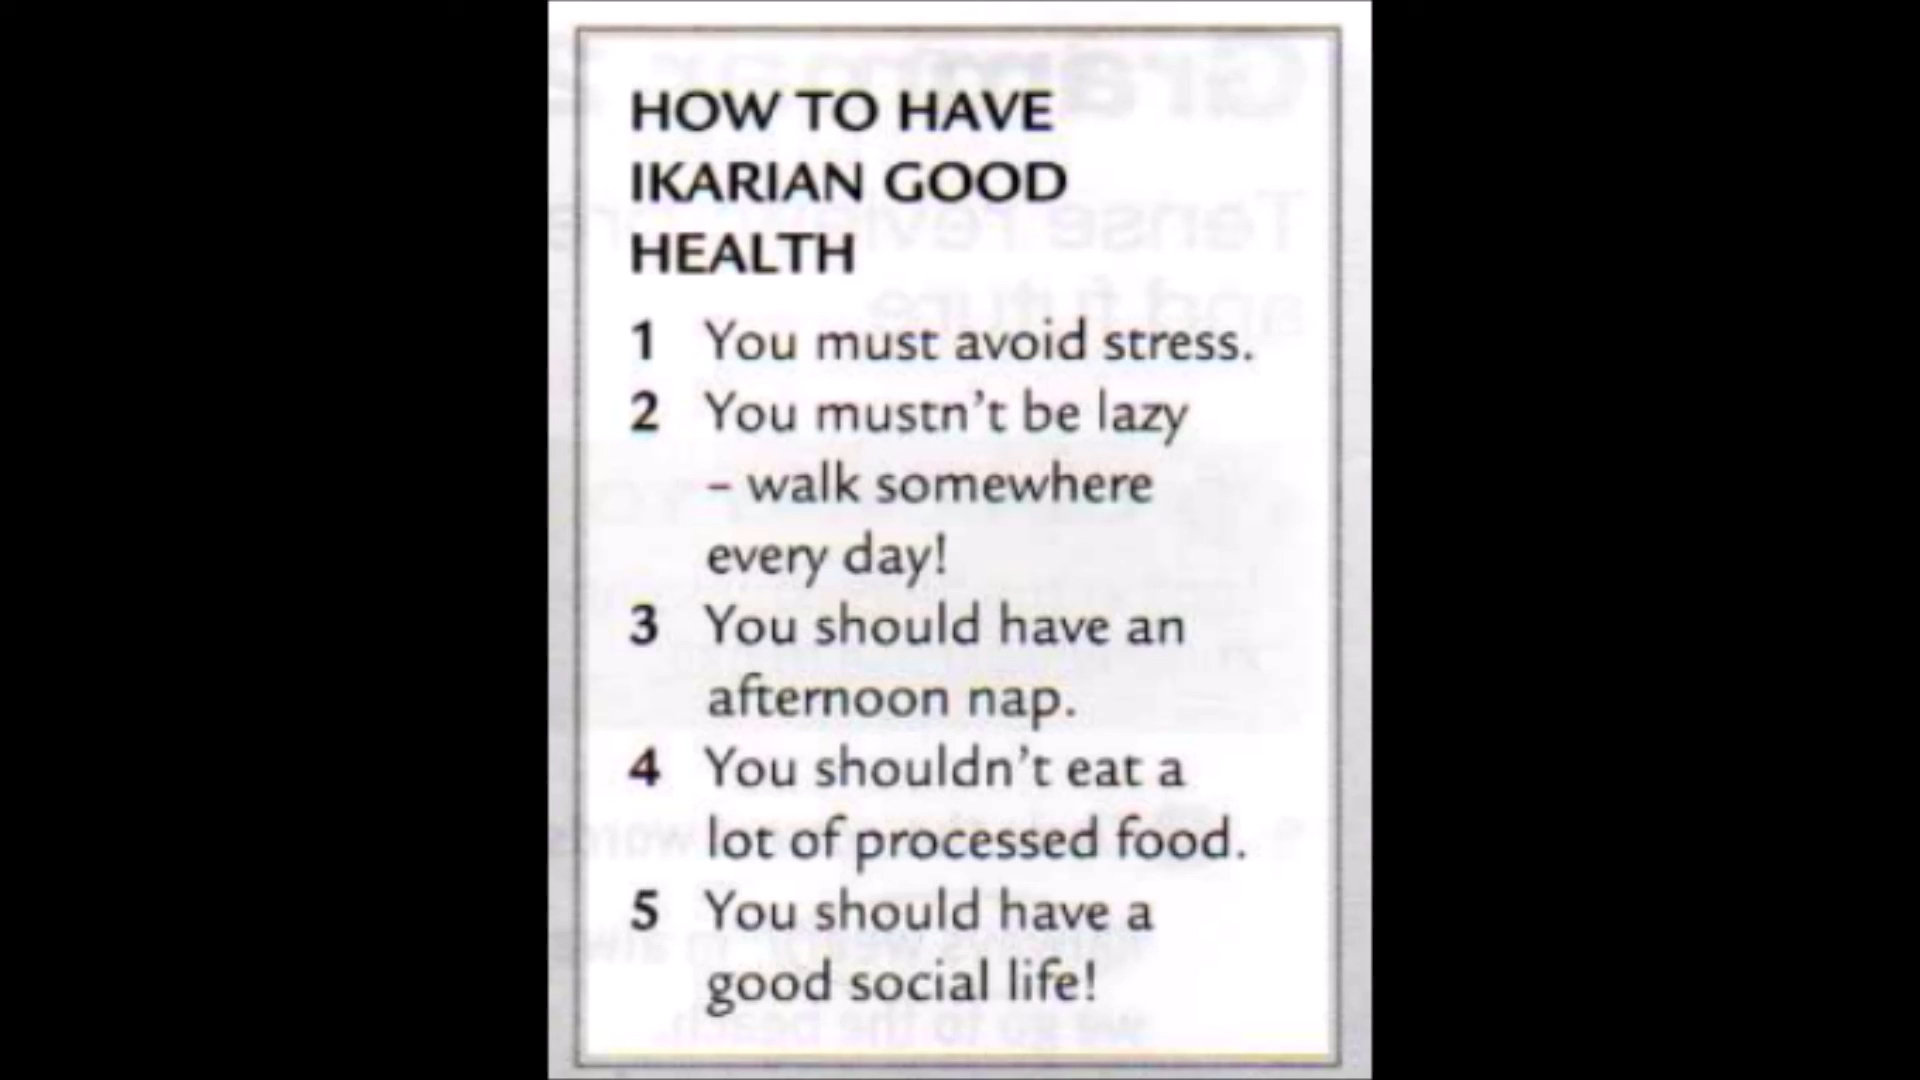 HOW TO HAVE
IKARIAN GOOD
HEALTH
1 You must avoid stress.
2 You mustn't be lazy
– walk somewhere
every day!
3 You should have an
afternoon nap.
4 You shouldn't eat a
lot of processed food.
5 You should have a
good social life!